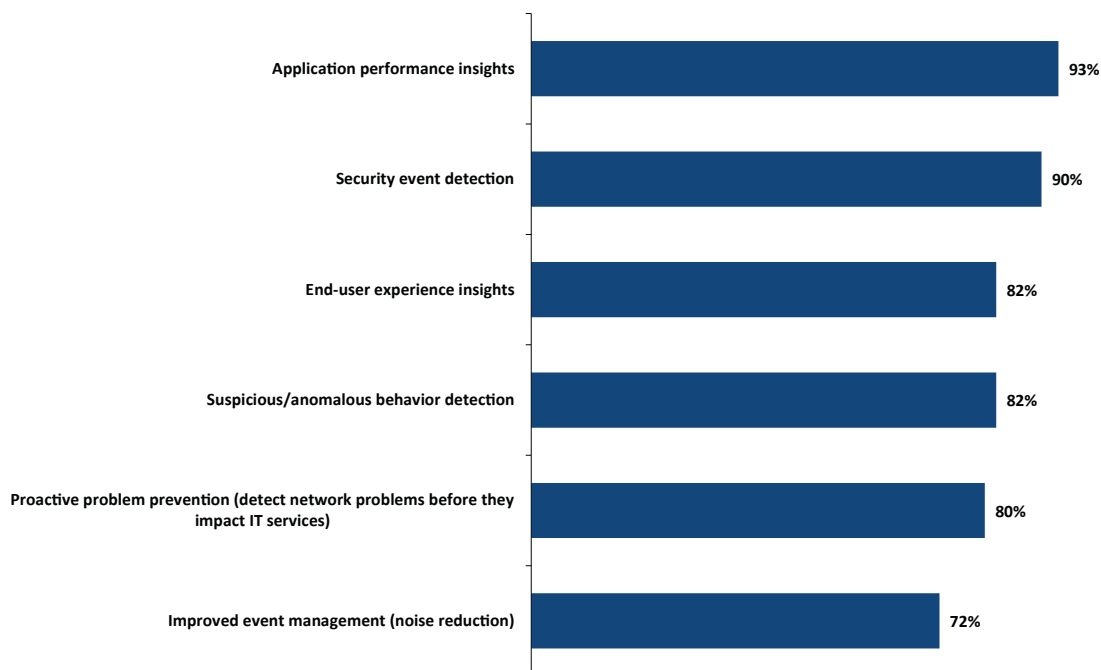 Application performance insights
93%
Security event detection
90%
End-user experience insights
82%
Suspicious/anomalous behavior detection
82%
Proactive problem prevention (detect network problems before they
impact IT services)
80%
Improved event management (noise reduction)
72%